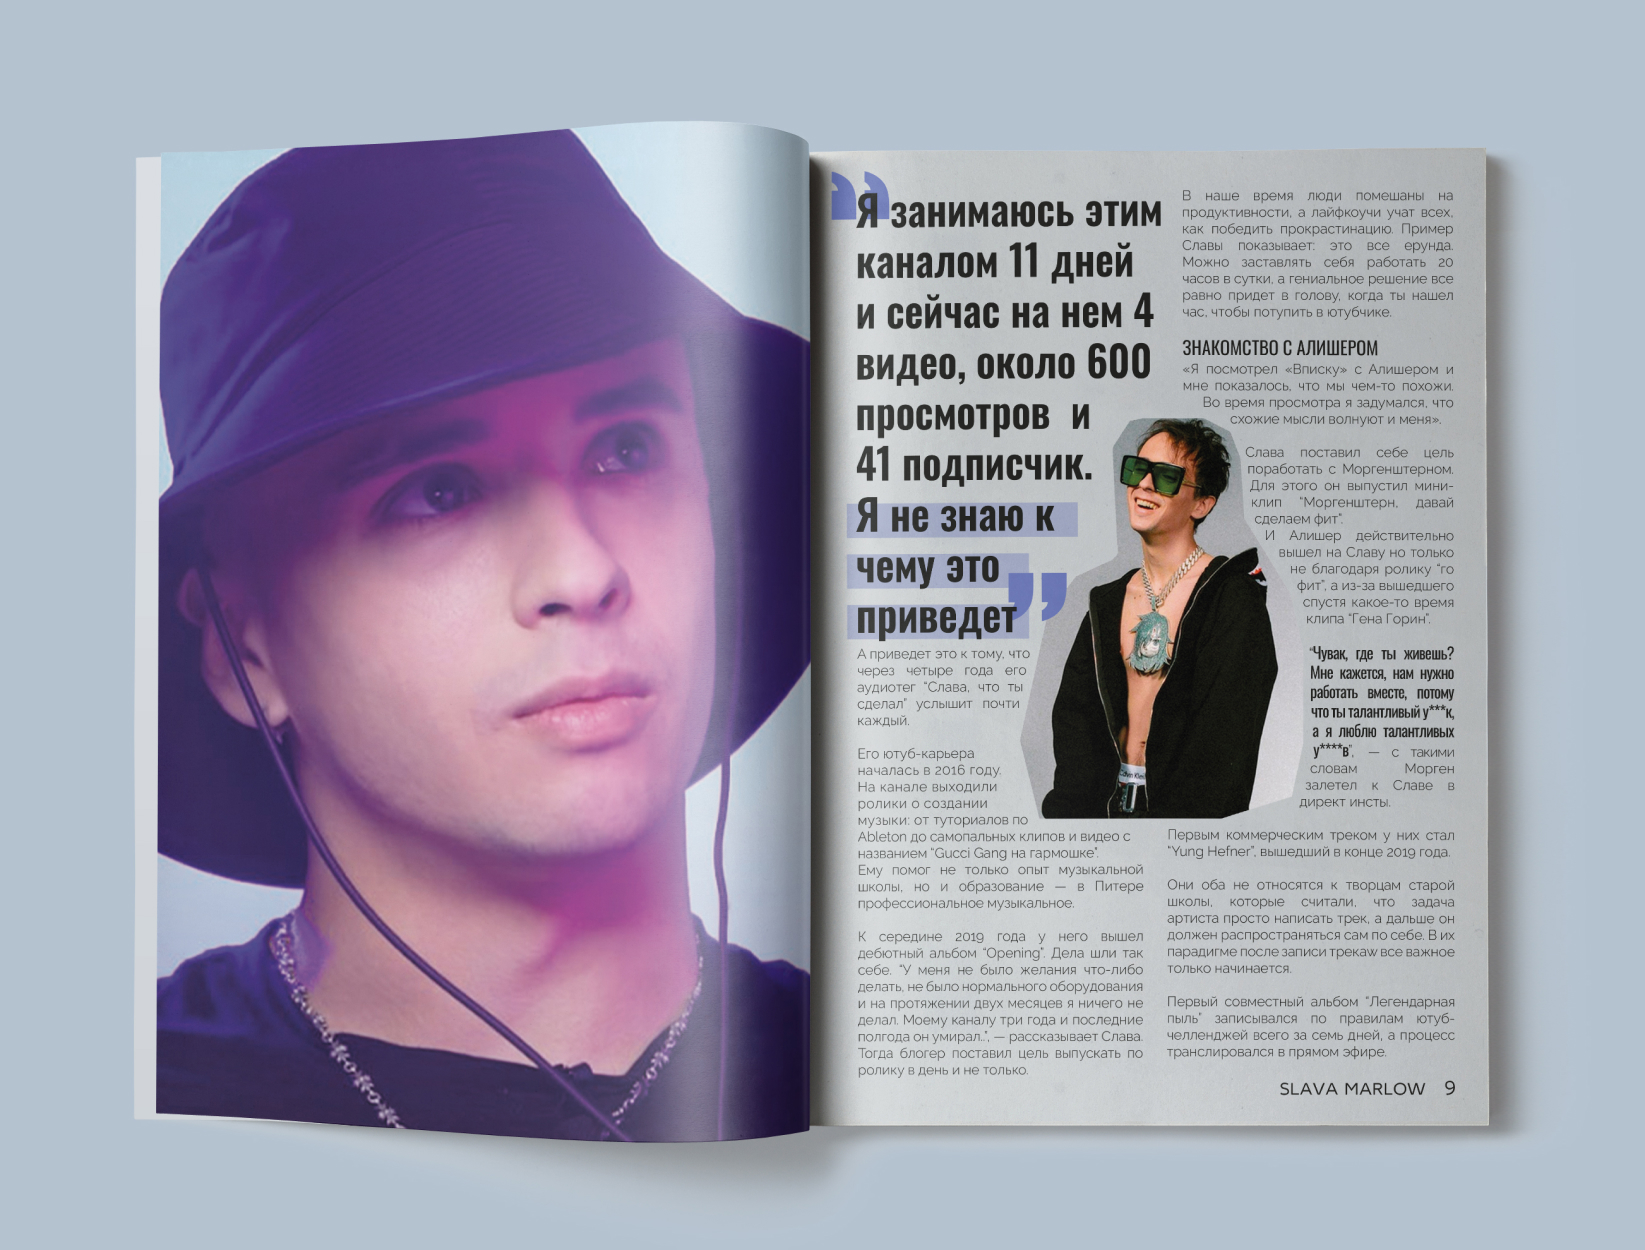 “
Я занимаюсь этим
каналом 11 дней
и сейчас на нем 4
видео, около 600
просмотров и
41 подписчик.
Я не знаю к
чему это
приведет
”
А приведет это к тому, что
через четыре года его
аудиотег "Слава, что ты
сделал" услышит почти
каждый.
Его ютуб-карьера
началась в 2016 году.
На канале выходили
ролики о создании
музыки: от туториалов по
Ableton до самопальных клипов и видео с
названием "Gucci Gang на гармошке".
Ему помог не только опыт музыкальной
школы, но и образование — в Питере
профессиональное музыкальное.
К середине 2019 года у него вышел
дебютный альбом "Opening". Дела шли так
себе. "У меня не было желания что-либо
делать, не было нормального оборудования
и на протяжении двух месяцев я ничего не
делал. Моему каналу три года и последние
полгода он умирал..", — рассказывает Слава.
Тогда блогер поставил цель выпускать по
ролику в день и не только.
В наше время люди помешаны на
продуктивности, а лайфкоучи учат всех,
как победить прокрастинацию. Пример
Славы показывает: это все ерунда.
Можно заставлять себя работать 20
часов в сутки, а гениальное решение все
равно придет в голову, когда ты нашел
час, чтобы потупить в ютубчике.
ЗНАКОМСТВО С АЛИШЕРОМ
«Я посмотрел «Вписку» с Алишером и
мне показалось, что мы чем-то похожи.
Во время просмотра я задумался, что
схожие мысли волнуют и меня».
Слава поставил себе цель
поработать с Моргенштерном.
Для этого он выпустил мини-
клип "Моргенштерн, давай
сделаем фит".
И Алишер действительно
вышел на Славу но только
не благодаря ролику "го
фит", а из-за вышедшего
спустя какое-то время
клипа "Гена Горин".
"Чувак, где ты живешь?
Мне кажется, нам нужно
работать вместе, потому
что ты талантливый у***к,
а я люблю талантливых
у****в", — с такими
словам Морген
залетел к Славе в
директ инсты.
Calvin Klein
Первым коммерческим треком у них стал
"Yung Hefner", вышедший в конце 2019 года.
Они оба не относятся к творцам старой
школы, которые считали, что задача
артиста просто написать трек, а дальше он
должен распространяться сам по себе. В их
парадигме после записи трекаw все важное
только начинается.
Первый совместный альбом "Легендарная
пыль" записывался по правилам ютуб-
челленджей всего за семь дней, а процесс
транслировался в прямом эфире.
SLAVA MARLOW 9